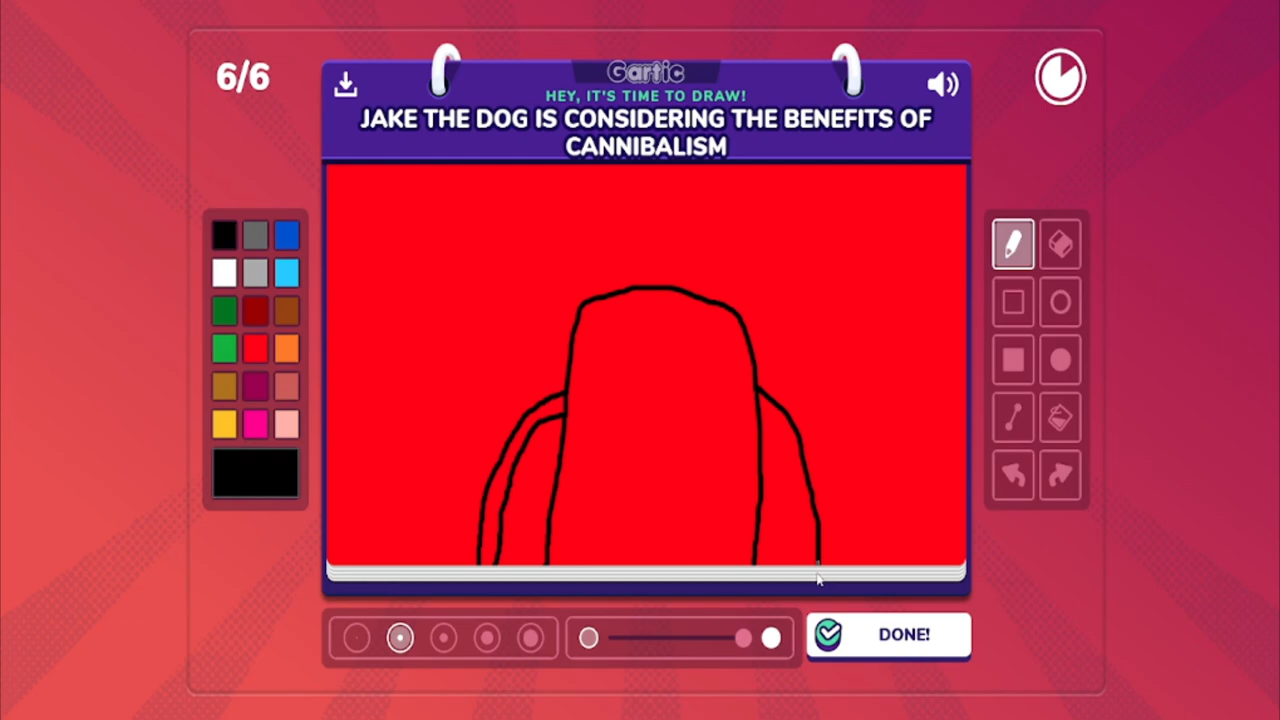 6/6
Gartic
HEY, IT'S TIME TO DRAW!
JAKE THE DOG IS CONSIDERING THE BENEFITS OF
CANNIBALISM
DONE!